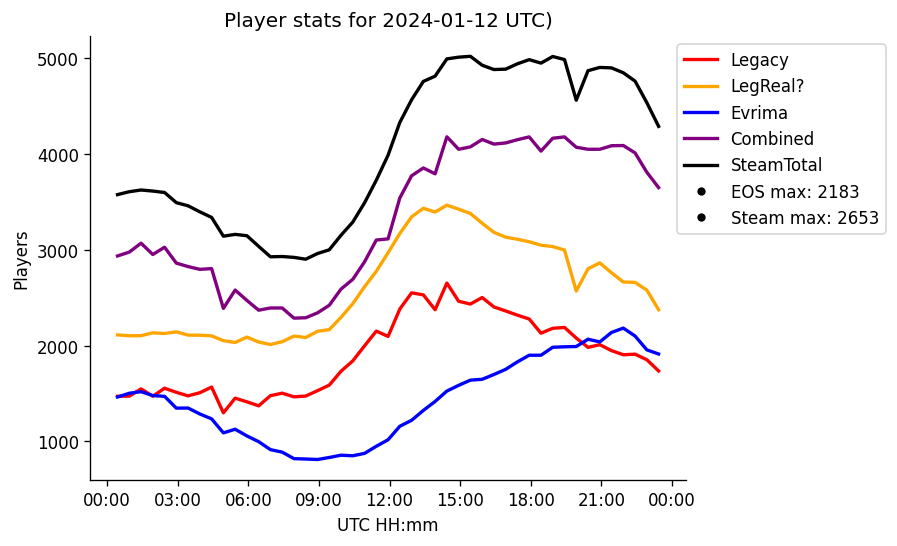 Player stats for 2024-01-12 UTC)
5000
4000
3000
2000
1000
Players
00:00 03:00 06:00 09:00 12:00 15:00 18:00 21:00 00:00
UTC HH:mm
Legacy
LegReal?
Evrima
Combined
SteamTotal
EOS max: 2183
Steam max: 2653